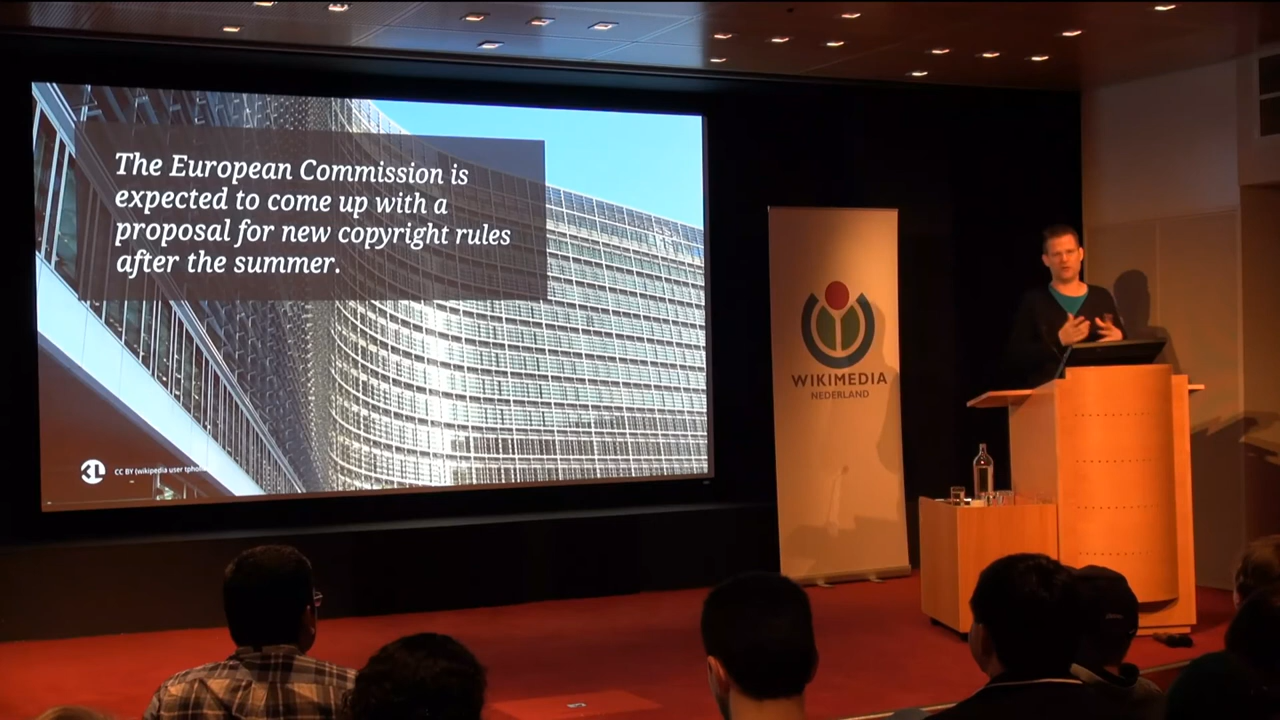 The European Commission is
expected to come up with a
proposal for new copyright rules
after the summer.
CC BY (wikipedia user
WIKIMEDIA
NEDERLAND